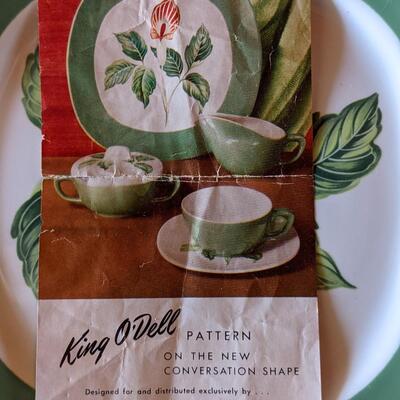 King O'Dell PATTERN
ON THE NEW
CONVERSATION SHAPE
Designed for and distributed exclusively by . . .